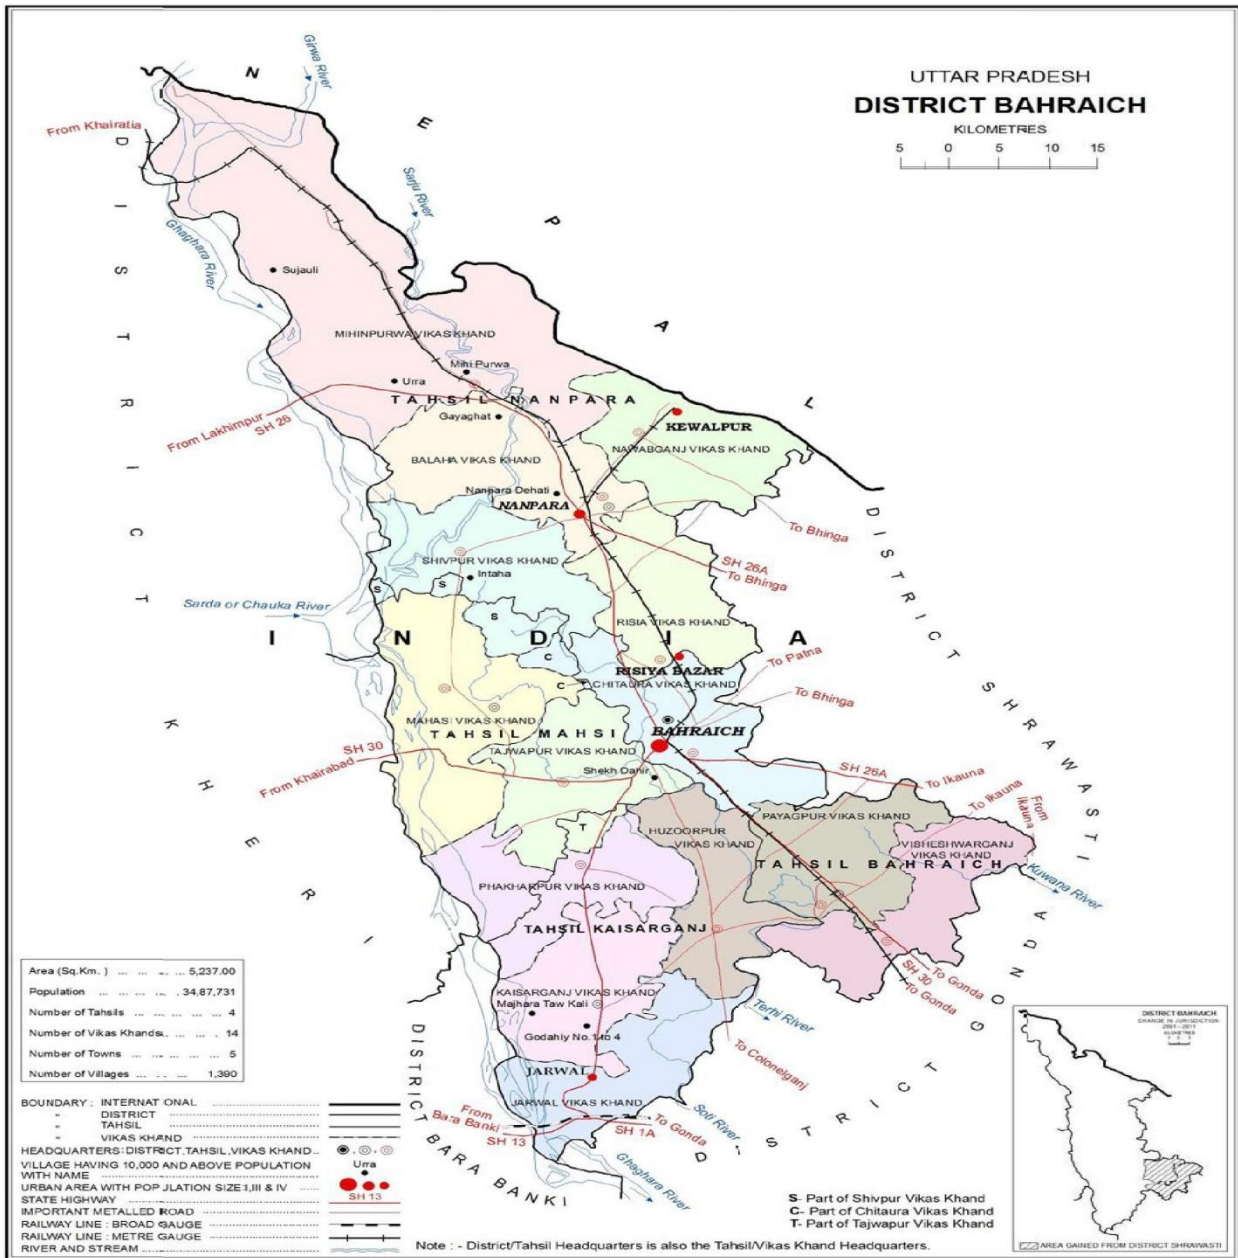 UTTAR PRADESH
DISTRICT BAHRAICH
KILOMETRES
5 0 5 10 15
Girwa River
N E P A L
From Khairatia
Sarju River
Ghaghara River
Sujauli
MIHINPURWA VIKAS KHAND
Mihi Purwa
Urra
TAHSIL NANPARA
From Lakhimpur
SH 26
Gayaghat
KEWALPUR
NAWABGANJ VIKAS KHAND
BALAHA VIKAS KHAND
Nanpara Dehati
NANPARA
To Bhinga
SHIVPUR VIKAS KHAND
SH 26A
To Bhinga
Intaha
S
S
S
Sarda or Chauka River
RISIA VIKAS KHAND
I N D I A
C
To Patna
RISIYA BAZAR
C
CHITAURA VIKAS KHAND
To Bhinga
MAHASI VIKAS KHAND
BAHRAICH
TAHSIL MAHSI
SH 30
TAJWAPUR VIKAS KHAND
From Khairabad
SH 26A
Shekh Dahir
To Ikauna
To Ikauna
From Ikauna
PAYAGPUR VIKAS KHAND
T
HUZOORPUR
VIKAS KHAND
VISHESHWARGANJ
VIKAS KHAND
TAHSIL BAHRAICH
PHAKHARPUR VIKAS KHAND
Kuwana River
TAHSIL KAISARGANJ
SH 30
To Gonda
To Gonda
KAISARGANJ VIKAS KHAND
Majhara Taw Kali
Terhi River
Godahiy No.1 to 4
To Colonelganj
JARWAL
JARWAL VIKAS KHAND
From
Bara Banki
SH 13
SH 1A
To Gonda
Soti River
Ghaghara River
DISTRICT KHERI
DISTRICT SHRAWASTI
DISTRICT GONDA
DISTRICT BARA BANKI
Area (Sq.Km. ) ... ... ... ... 5,237.00
Population ... ... ... ... 34,87,731
Number of Tahsils ... ... ... 4
Number of Vikas Khands... ... ... 14
Number of Towns ... ... ... ... 5
Number of Villages ... ... ... 1,390
BOUNDARY : INTERNATIONAL
" DISTRICT
" TAHSIL
" VIKAS KHAND
HEADQUARTERS: DISTRICT, TAHSIL, VIKAS KHAND..
VILLAGE HAVING 10,000 AND ABOVE POPULATION
WITH NAME
Urra
URBAN AREA WITH POPULATION SIZE I,III & IV
STATE HIGHWAY
SH 13
IMPORTANT METALLED ROAD
RAILWAY LINE : BROAD GAUGE
RAILWAY LINE : METRE GAUGE
RIVER AND STREAM
S- Part of Shivpur Vikas Khand
C- Part of Chitaura Vikas Khand
T- Part of Tajwapur Vikas Khand
Note : - District/Tahsil Headquarters is also the Tahsil/Vikas Khand Headquarters.
DISTRICT BAHRAICH
CHANGE IN JURISDICTION
2001 - 2011
KILOMETRES
AREA GAINED FROM DISTRICT SHRAWASTI